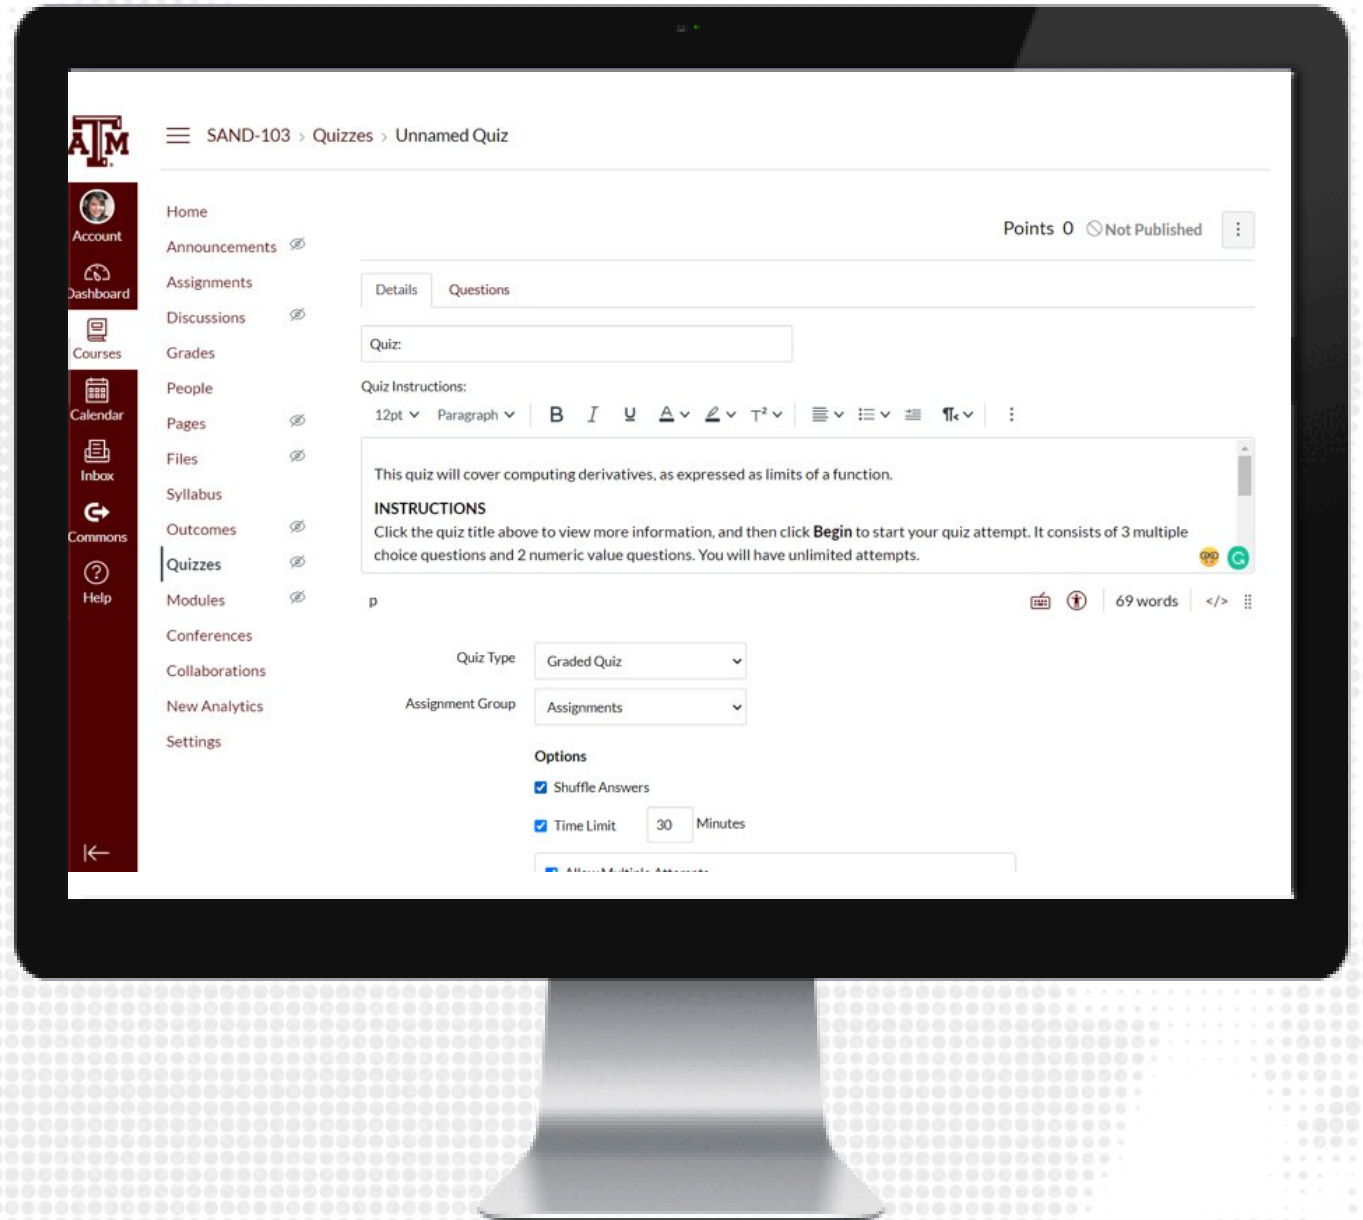 ATM
SAND-103 > Quizzes > Unnamed Quiz
Account
Dashboard
Courses
Calendar
Inbox
Commons
Help
Home
Announcements
Assignments
Discussions
Grades
People
Pages
Files
Syllabus
Outcomes
Quizzes
Modules
Conferences
Collaborations
New Analytics
Settings
Points 0 Not Published
Details Questions
Quiz:
Quiz Instructions:
12pt Paragraph B I U A T²
This quiz will cover computing derivatives, as expressed as limits of a function.
INSTRUCTIONS
Click the quiz title above to view more information, and then click Begin to start your quiz attempt. It consists of 3 multiple
choice questions and 2 numeric value questions. You will have unlimited attempts.
p 69 words </>
Quiz Type Graded Quiz
Assignment Group Assignments
Options
Shuffle Answers
Time Limit 30 Minutes
Allow Multiple Attempts